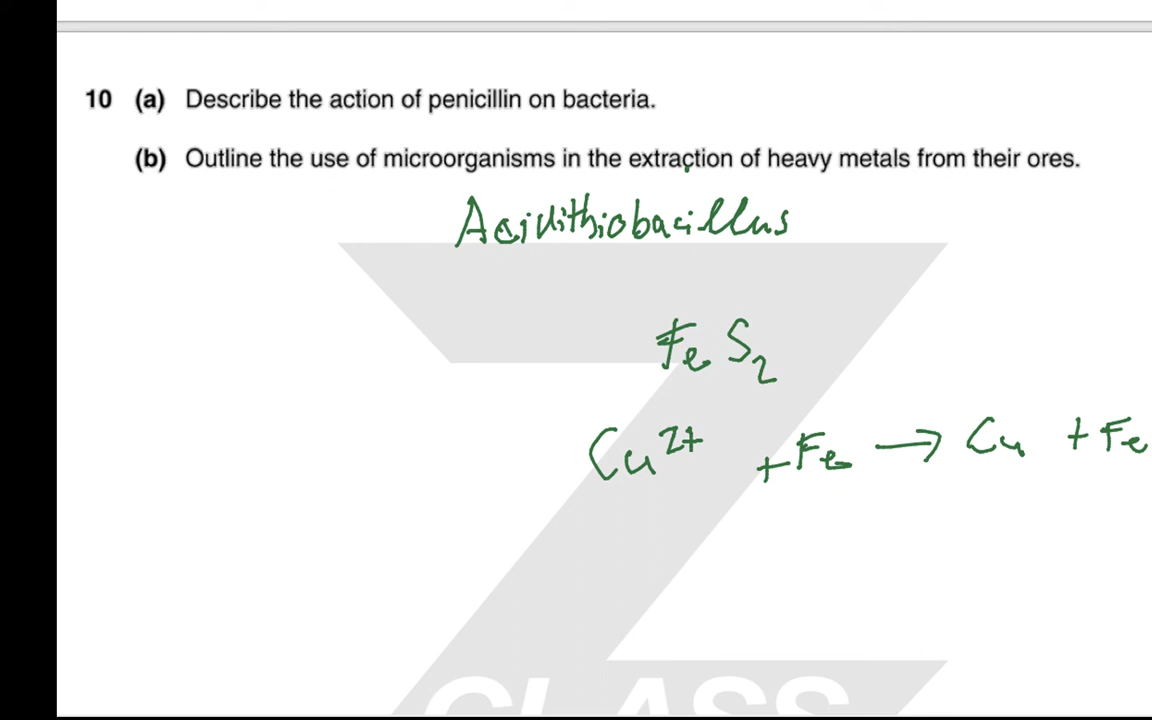 10 (a) Describe the action of penicillin on bacteria.
(b) Outline the use of microorganisms in the extraction of heavy metals from their ores.
Acidithiobacillus
FeS2
Cu2+ + Fe → Cu + Fe
CLASS